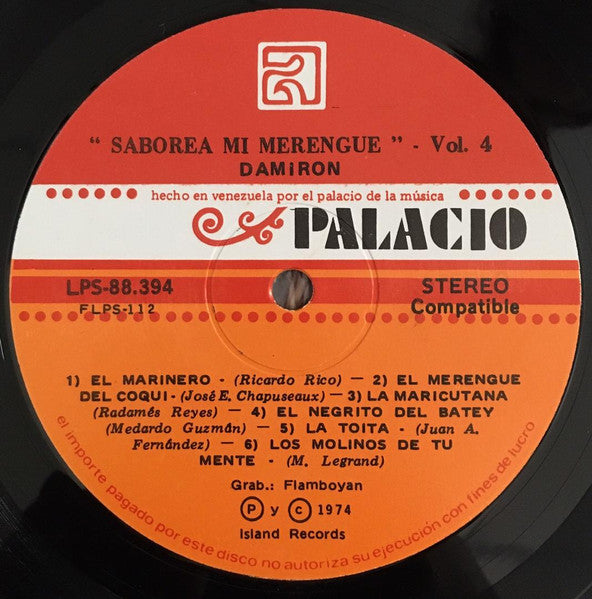 " SABOREA MI MERENGUE " - Vol. 4
DAMIRON
hecho en venezuela por el palacio de la música
PALACIO
LPS-88.394
FLPS-112
STEREO
Compatible
1) EL MARINERO - (Ricardo Rico) — 2) EL MERENGUE
DEL COQUI - (José E. Chapuseaux) — 3) LA MARICUTANA
(Radamés Reyes) — 4) EL NEGRITO DEL BATEY
(Medardo Guzmán) — 5) LA TOITA - (Juan A.
Fernández) — 6) LOS MOLINOS DE TU
MENTE - (M. Legrand)
Grab.: Flamboyan
Ⓟ y ⓒ 1974
Island Records
el importe pagado por este disco no autoriza su ejecución con fines de lucro